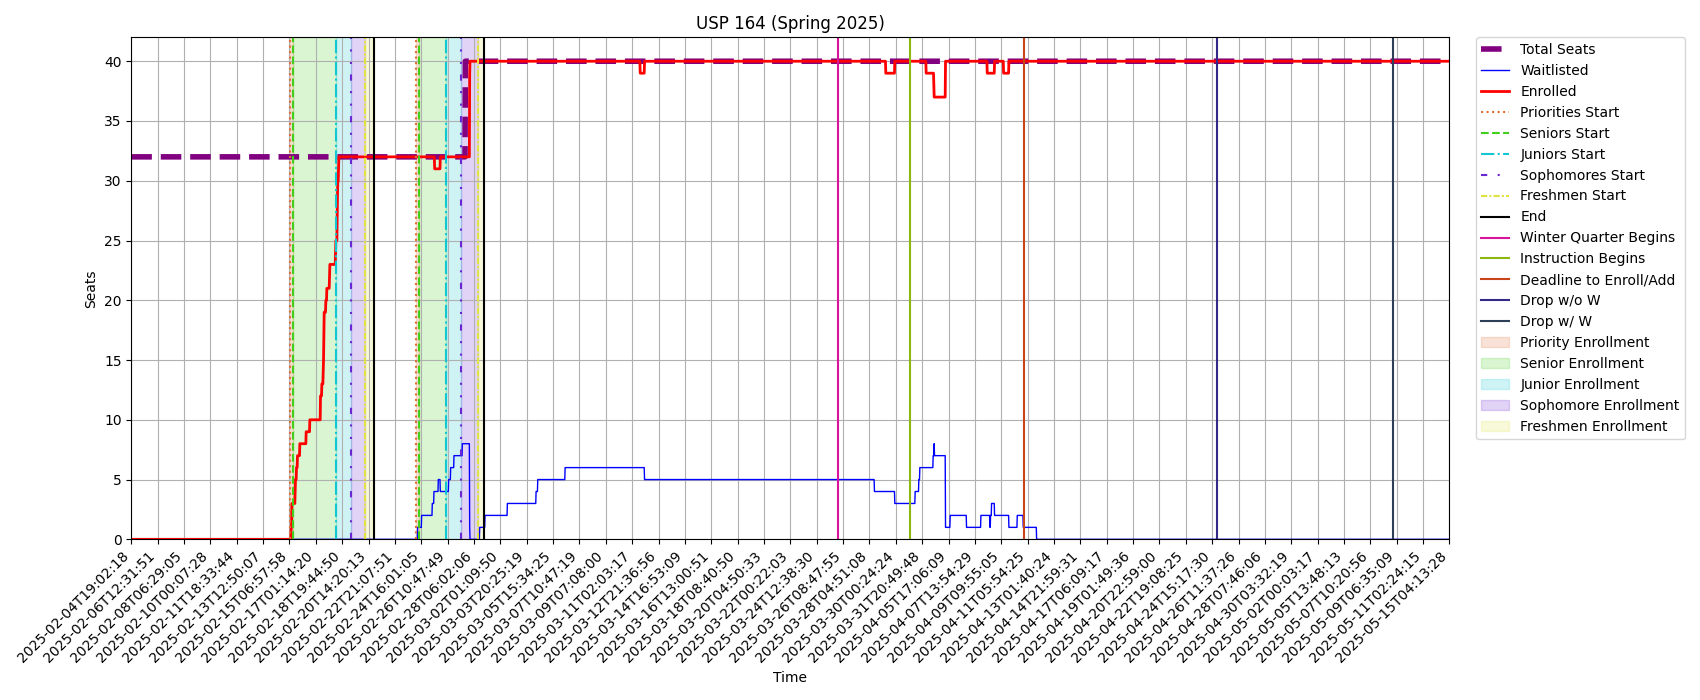 USP 164 (Spring 2025)
Seats
40
35
30
25
20
15
10
5
0
2025-02-04T19:02:18
2025-02-06T12:31:51
2025-02-08T06:29:05
2025-02-10T00:07:28
2025-02-11T18:33:44
2025-02-13T12:50:07
2025-02-15T06:57:58
2025-02-17T01:14:20
2025-02-18T19:44:50
2025-02-20T14:20:13
2025-02-22T21:07:51
2025-02-24T16:01:05
2025-02-26T10:47:49
2025-02-28T06:02:06
2025-03-02T01:09:50
2025-03-03T20:25:19
2025-03-05T15:34:25
2025-03-07T10:47:19
2025-03-09T07:08:00
2025-03-11T02:03:17
2025-03-12T21:36:56
2025-03-14T16:53:09
2025-03-16T13:00:51
2025-03-18T08:40:50
2025-03-20T04:50:33
2025-03-22T00:22:03
2025-03-24T12:38:30
2025-03-26T08:47:55
2025-03-28T04:51:08
2025-03-30T00:24:24
2025-03-31T20:49:48
2025-04-05T17:06:09
2025-04-07T13:54:29
2025-04-09T09:55:05
2025-04-11T05:54:25
2025-04-13T01:40:24
2025-04-14T21:59:31
2025-04-17T06:09:17
2025-04-19T01:49:36
2025-04-20T22:59:00
2025-04-22T19:08:25
2025-04-24T15:17:30
2025-04-26T11:37:26
2025-04-28T07:46:06
2025-04-30T03:32:19
2025-05-02T00:03:17
2025-05-05T13:48:13
2025-05-07T10:20:56
2025-05-09T06:35:09
2025-05-11T02:24:15
2025-05-15T04:13:28
Time
Total Seats
Waitlisted
Enrolled
Priorities Start
Seniors Start
Juniors Start
Sophomores Start
Freshmen Start
End
Winter Quarter Begins
Instruction Begins
Deadline to Enroll/Add
Drop w/o W
Drop w/ W
Priority Enrollment
Senior Enrollment
Junior Enrollment
Sophomore Enrollment
Freshmen Enrollment